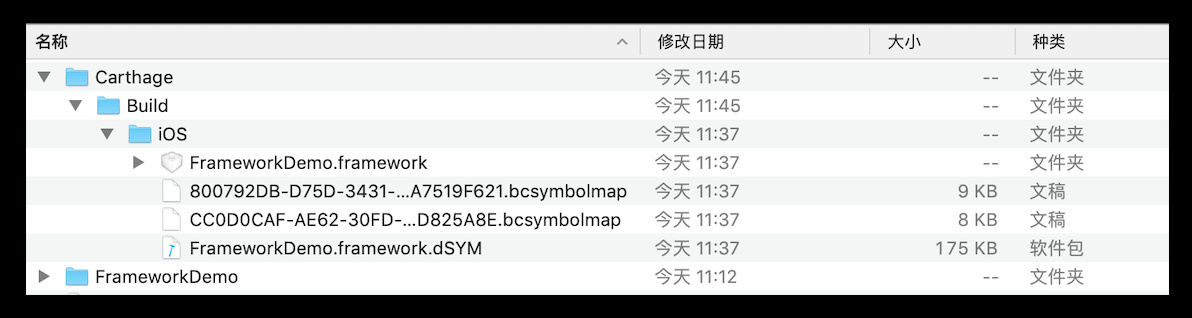 名称 修改日期 大小 种类
Carthage 今天 11:45 -- 文件夹
Build 今天 11:45 -- 文件夹
iOS 今天 11:37 -- 文件夹
FrameworkDemo.framework 今天 11:37 -- 文件夹
800792DB-D75D-3431-...A7519F621.bcsymbolmap 今天 11:37 9 KB 文稿
CC0D0CAF-AE62-30FD-...D825A8E.bcsymbolmap 今天 11:37 8 KB 文稿
FrameworkDemo.framework.dSYM 今天 11:37 175 KB 软件包
FrameworkDemo 今天 11:12 -- 文件夹